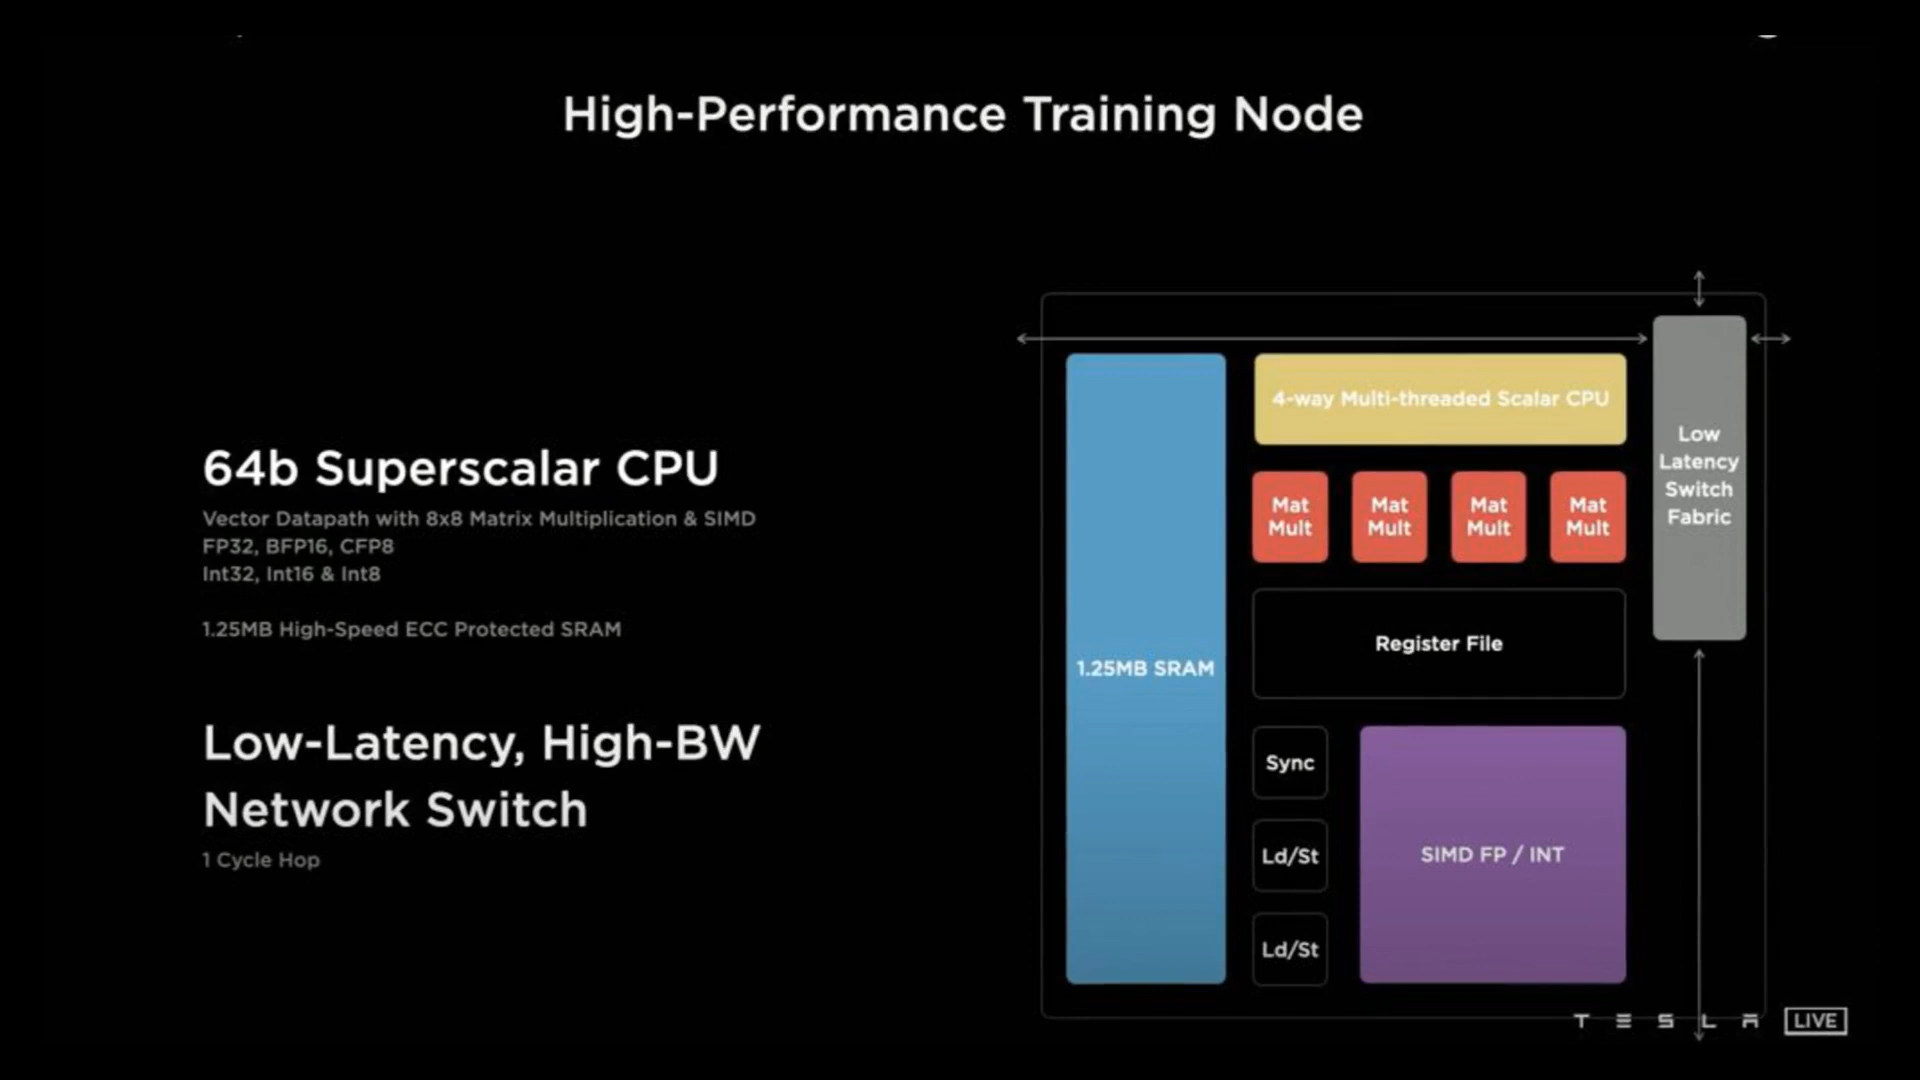 High-Performance Training Node
64b Superscalar CPU
Vector Datapath with 8x8 Matrix Multiplication & SIMD
FP32, BFP16, CFP8
Int32, Int16 & Int8
1.25MB High-Speed ECC Protected SRAM
Low-Latency, High-BW
Network Switch
1 Cycle Hop
1.25MB SRAM
4-way Multi-threaded Scalar CPU
Mat
Mult
Mat
Mult
Mat
Mult
Mat
Mult
Low
Latency
Switch
Fabric
Register File
Sync
Ld/St
Ld/St
SIMD FP / INT
TESLA
LIVE